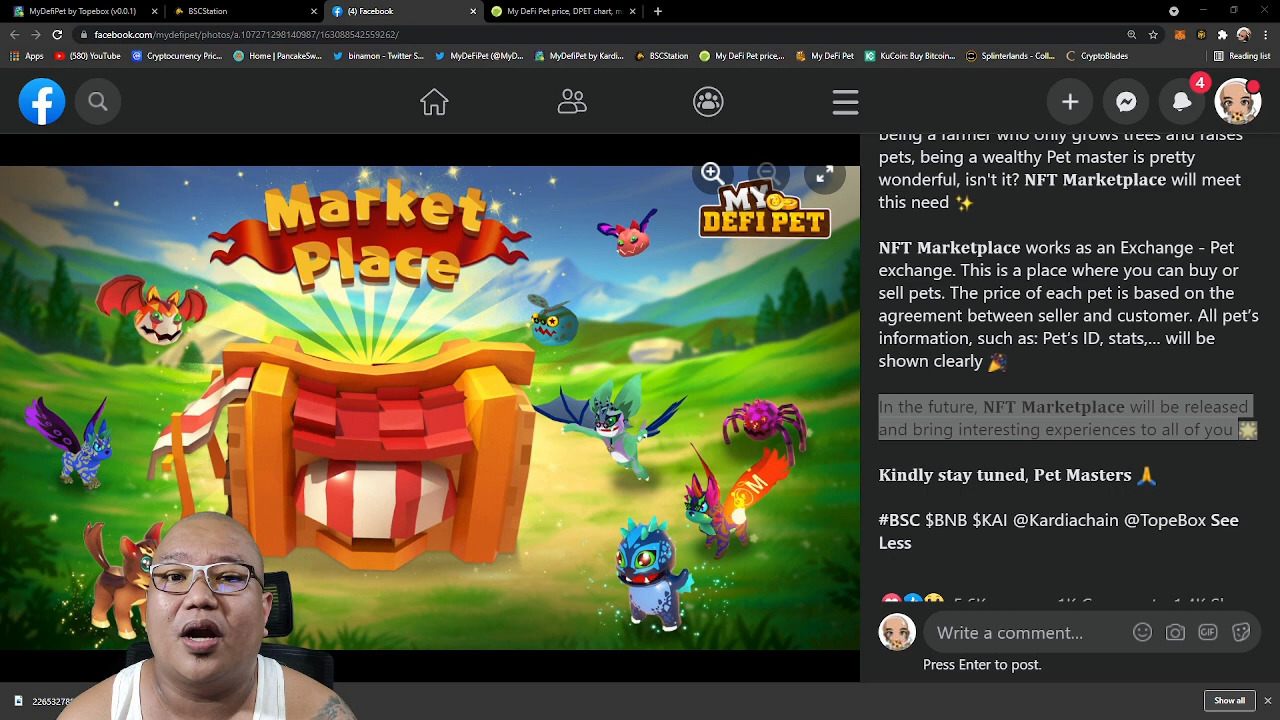 MyDefiPet by Topebox (v0.0.1)
BSCStation
(4) Facebook
My DeFi Pet price, DPET chart, m
facebook.com/mydefipet/photos/a.107271298140987/163088542559262/
Apps
(580) YouTube
Cryptocurrency Pric...
Home | PancakeSw...
binamon - Twitter S...
MyDefiPet (@MyD...
MyDefiPet by Kardi...
BSCStation
My DeFi Pet price,...
My DeFi Pet
KuCoin: Buy Bitcoin...
Splinterlands - Coll...
CryptoBlades
Reading list
4
Market
Place
MY
DEFI PET
M
being a farmer who only grows trees and raises
pets, being a wealthy Pet master is pretty
wonderful, isn't it? NFT Marketplace will meet
this need ✨
NFT Marketplace works as an Exchange - Pet
exchange. This is a place where you can buy or
sell pets. The price of each pet is based on the
agreement between seller and customer. All pet's
information, such as: Pet's ID, stats,... will be
shown clearly 🎉
In the future, NFT Marketplace will be released
and bring interesting experiences to all of you 🌟
Kindly stay tuned, Pet Masters 🙏
#BSC $BNB $KAI @Kardiachain @TopeBox See
Less
Write a comment...
GIF
Press Enter to post.
Show all